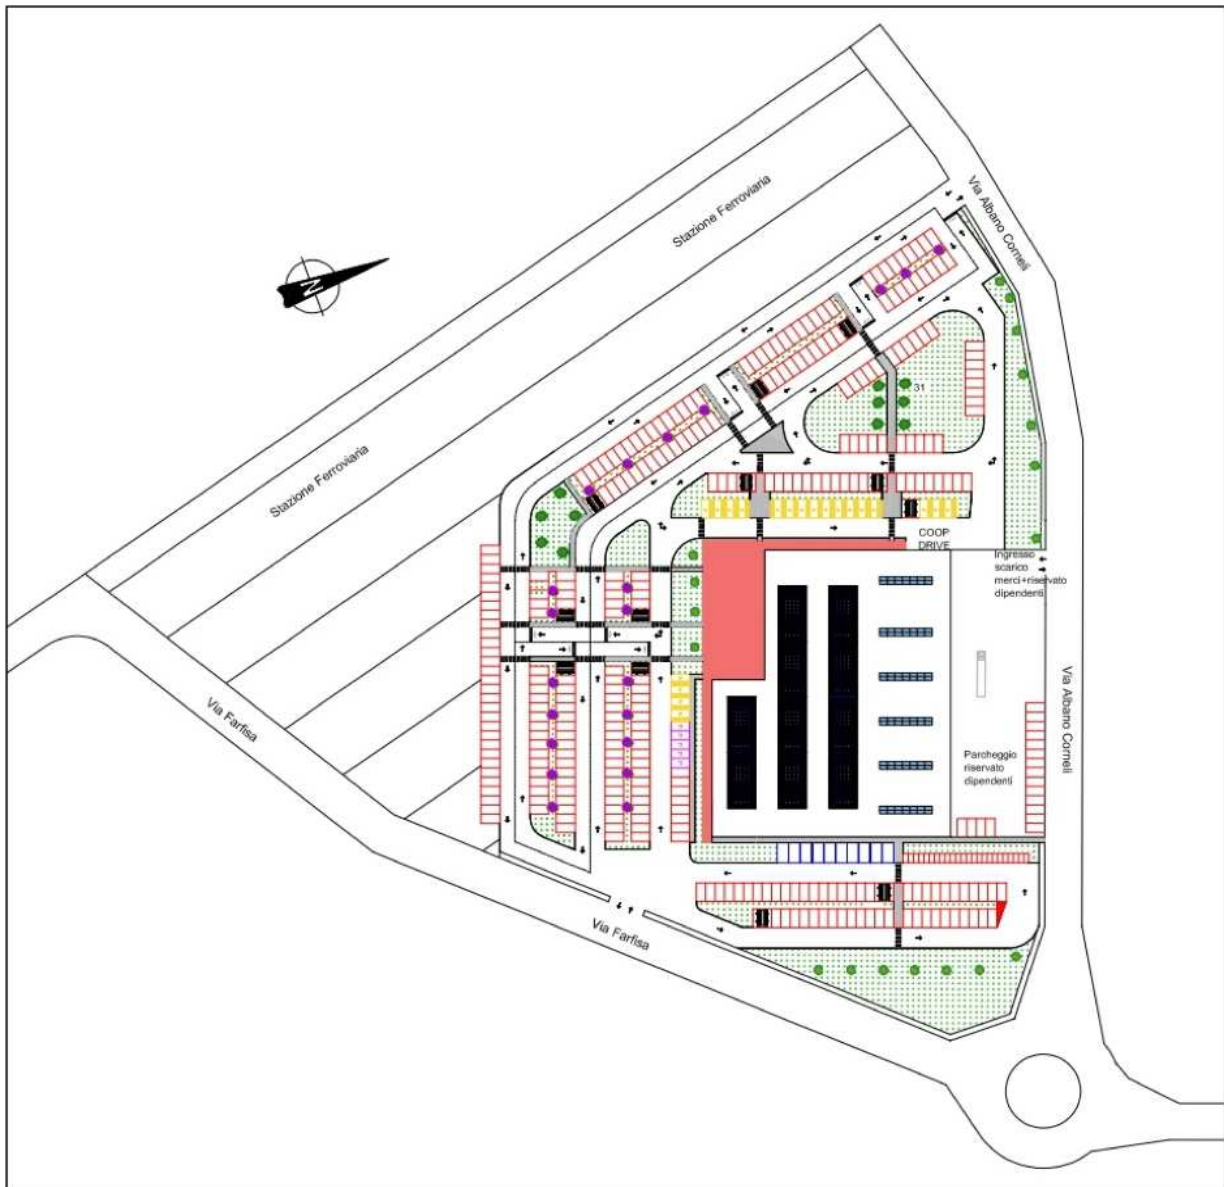 Via Albano Corneli
Stazione Ferroviaria
N
31
Stazione Ferroviaria
COOP
DRIVE
Ingresso
scarico
merci+riservato
dipendenti
Via Albano Corneli
Via Farfisa
Parcheggio
riservato
dipendenti
Via Farfisa